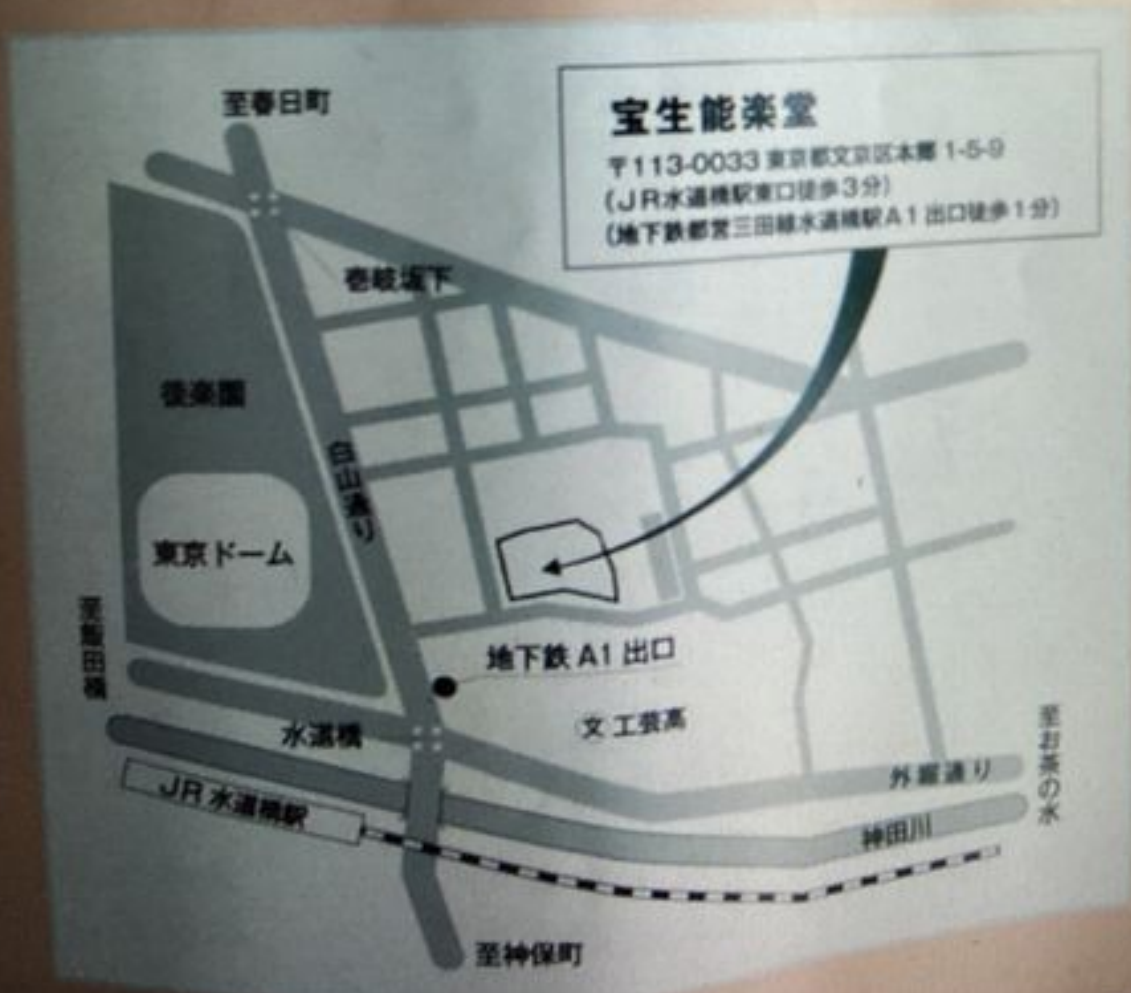 至春日町
宝生能楽堂
〒113-0033 東京都文京区本郷 1-5-9
(JR水道橋駅東口徒歩3分)
(地下鉄都営三田線水道橋駅A1出口徒歩1分)
壱岐坂下
後楽園
白山通り
東京ドーム
至飯田橋
地下鉄 A1 出口
文 工芸高
水道橋
至お茶の水
外堀通り
JR 水道橋駅
神田川
至神保町